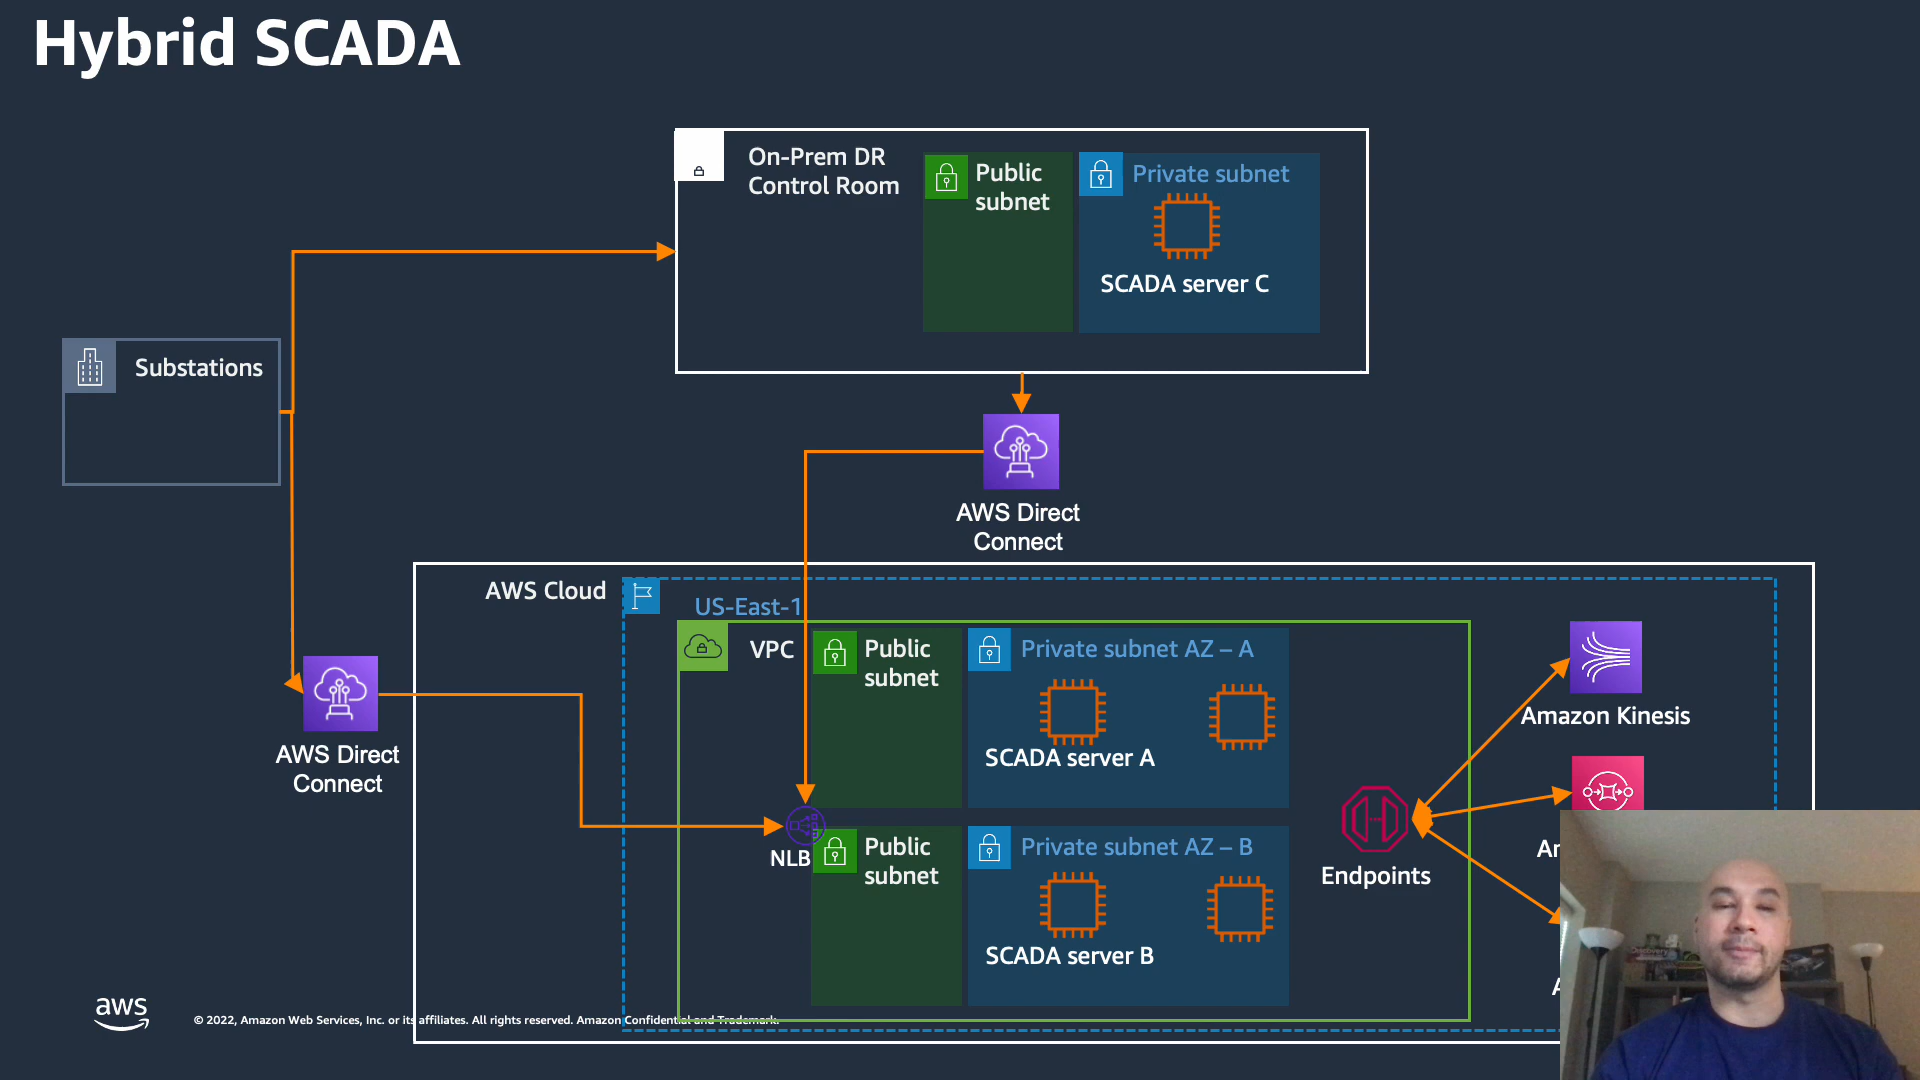 Hybrid SCADA
On-Prem DR
Control Room
Public
subnet
Private subnet
SCADA server C
Substations
AWS Direct
Connect
AWS Cloud
US-East-1
VPC
Public
subnet
Private subnet AZ – A
SCADA server A
Amazon Kinesis
AWS Direct
Connect
NLB
Public
subnet
Private subnet AZ – B
SCADA server B
Endpoints
aws
© 2022, Amazon Web Services, Inc. or its affiliates. All rights reserved. Amazon Confidential and Trademark.